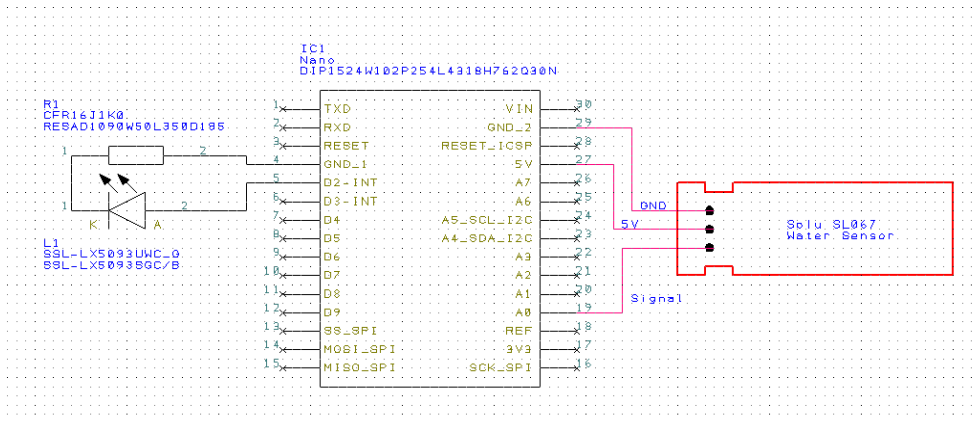 IC1
Nano
DIP1524W102P254L4318H762Q30N
R1
CFR16J1K0
RESAD1090W50L350D185
1
2
1
2
K
A
L1
SSL-LX5093UWC_G
SSL-LX5093SGC/B
1 TXD
2 RXD
3 RESET
4 GND_1
5 D2-INT
6 D3-INT
7 D4
8 D5
9 D6
10 D7
11 D8
12 D9
13 SS_SPI
14 MOSI_SPI
15 MISO_SPI
VIN 30
GND_2 29
RESET_ICSP 28
5V 27
A7 26
A6 25
A5_SCL_I2C 24
A4_SDA_I2C 23
A3 22
A2 21
A1 20
A0 19
REF 18
3V3 17
SCK_SPI 16
GND
5V
Signal
Solu SL067
Water Sensor